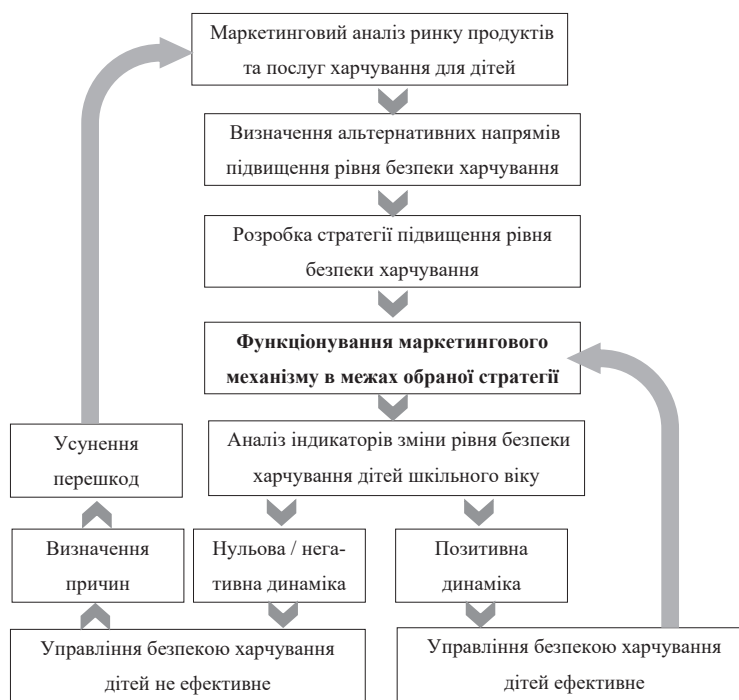 Маркетинговий аналіз ринку продуктів
та послуг харчування для дітей
Визначення альтернативних напрямів
підвищення рівня безпеки харчування
Розробка стратегії підвищення рівня
безпеки харчування
Функціонування маркетингового
механізму в межах обраної стратегії
Аналіз індикаторів зміни рівня безпеки
харчування дітей шкільного віку
Усунення
перешкод
Визначення
причин
Нульова / нега-
тивна динаміка
Позитивна
динаміка
Управління безпекою харчування
дітей не ефективне
Управління безпекою харчування
дітей ефективне